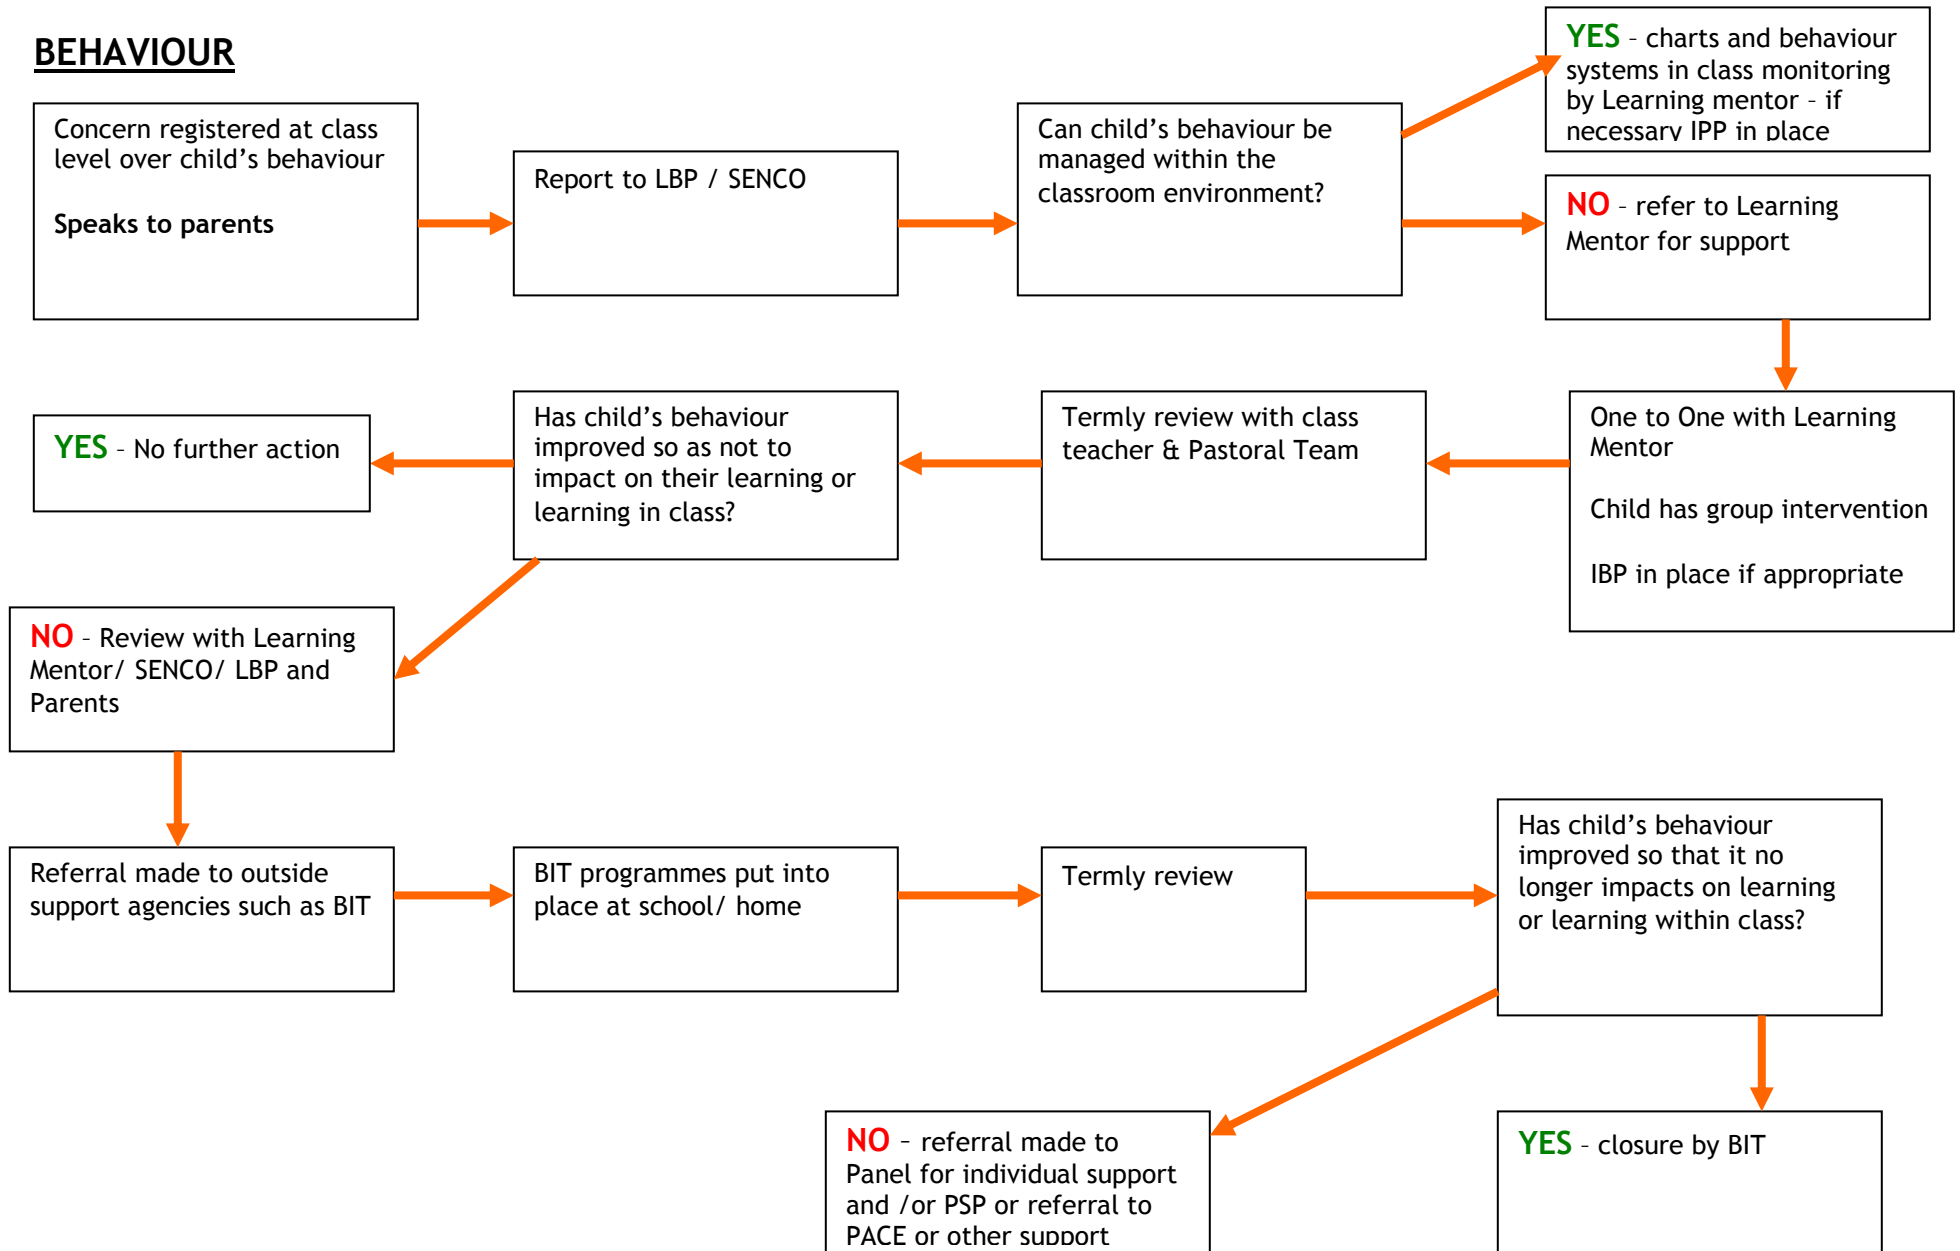 BEHAVIOUR
Concern registered at class
level over child’s behaviour
Speaks to parents
Report to LBP / SENCO
Can child’s behaviour be
managed within the
classroom environment?
YES – charts and behaviour
systems in class monitoring
by Learning mentor – if
necessary IPP in place
NO – refer to Learning
Mentor for support
One to One with Learning
Mentor
Child has group intervention
IBP in place if appropriate
Termly review with class
teacher & Pastoral Team
Has child’s behaviour
improved so as not to
impact on their learning or
learning in class?
YES – No further action
NO – Review with Learning
Mentor/ SENCO/ LBP and
Parents
Referral made to outside
support agencies such as BIT
BIT programmes put into
place at school/ home
Termly review
Has child’s behaviour
improved so that it no
longer impacts on learning
or learning within class?
NO – referral made to
Panel for individual support
and /or PSP or referral to
PACE or other support
YES – closure by BIT